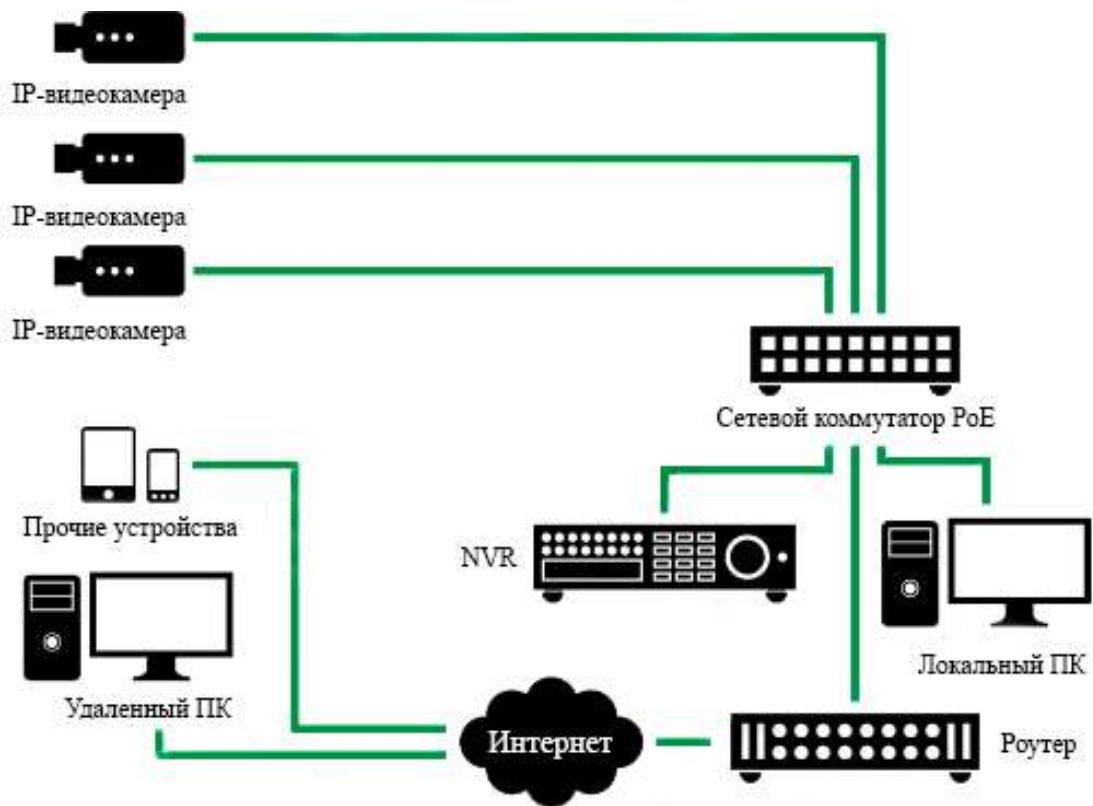 IP-видеокамера
IP-видеокамера
IP-видеокамера
Сетевой коммутатор PoE
Прочие устройства
NVR
Локальный ПК
Удаленный ПК
Интернет
Роутер